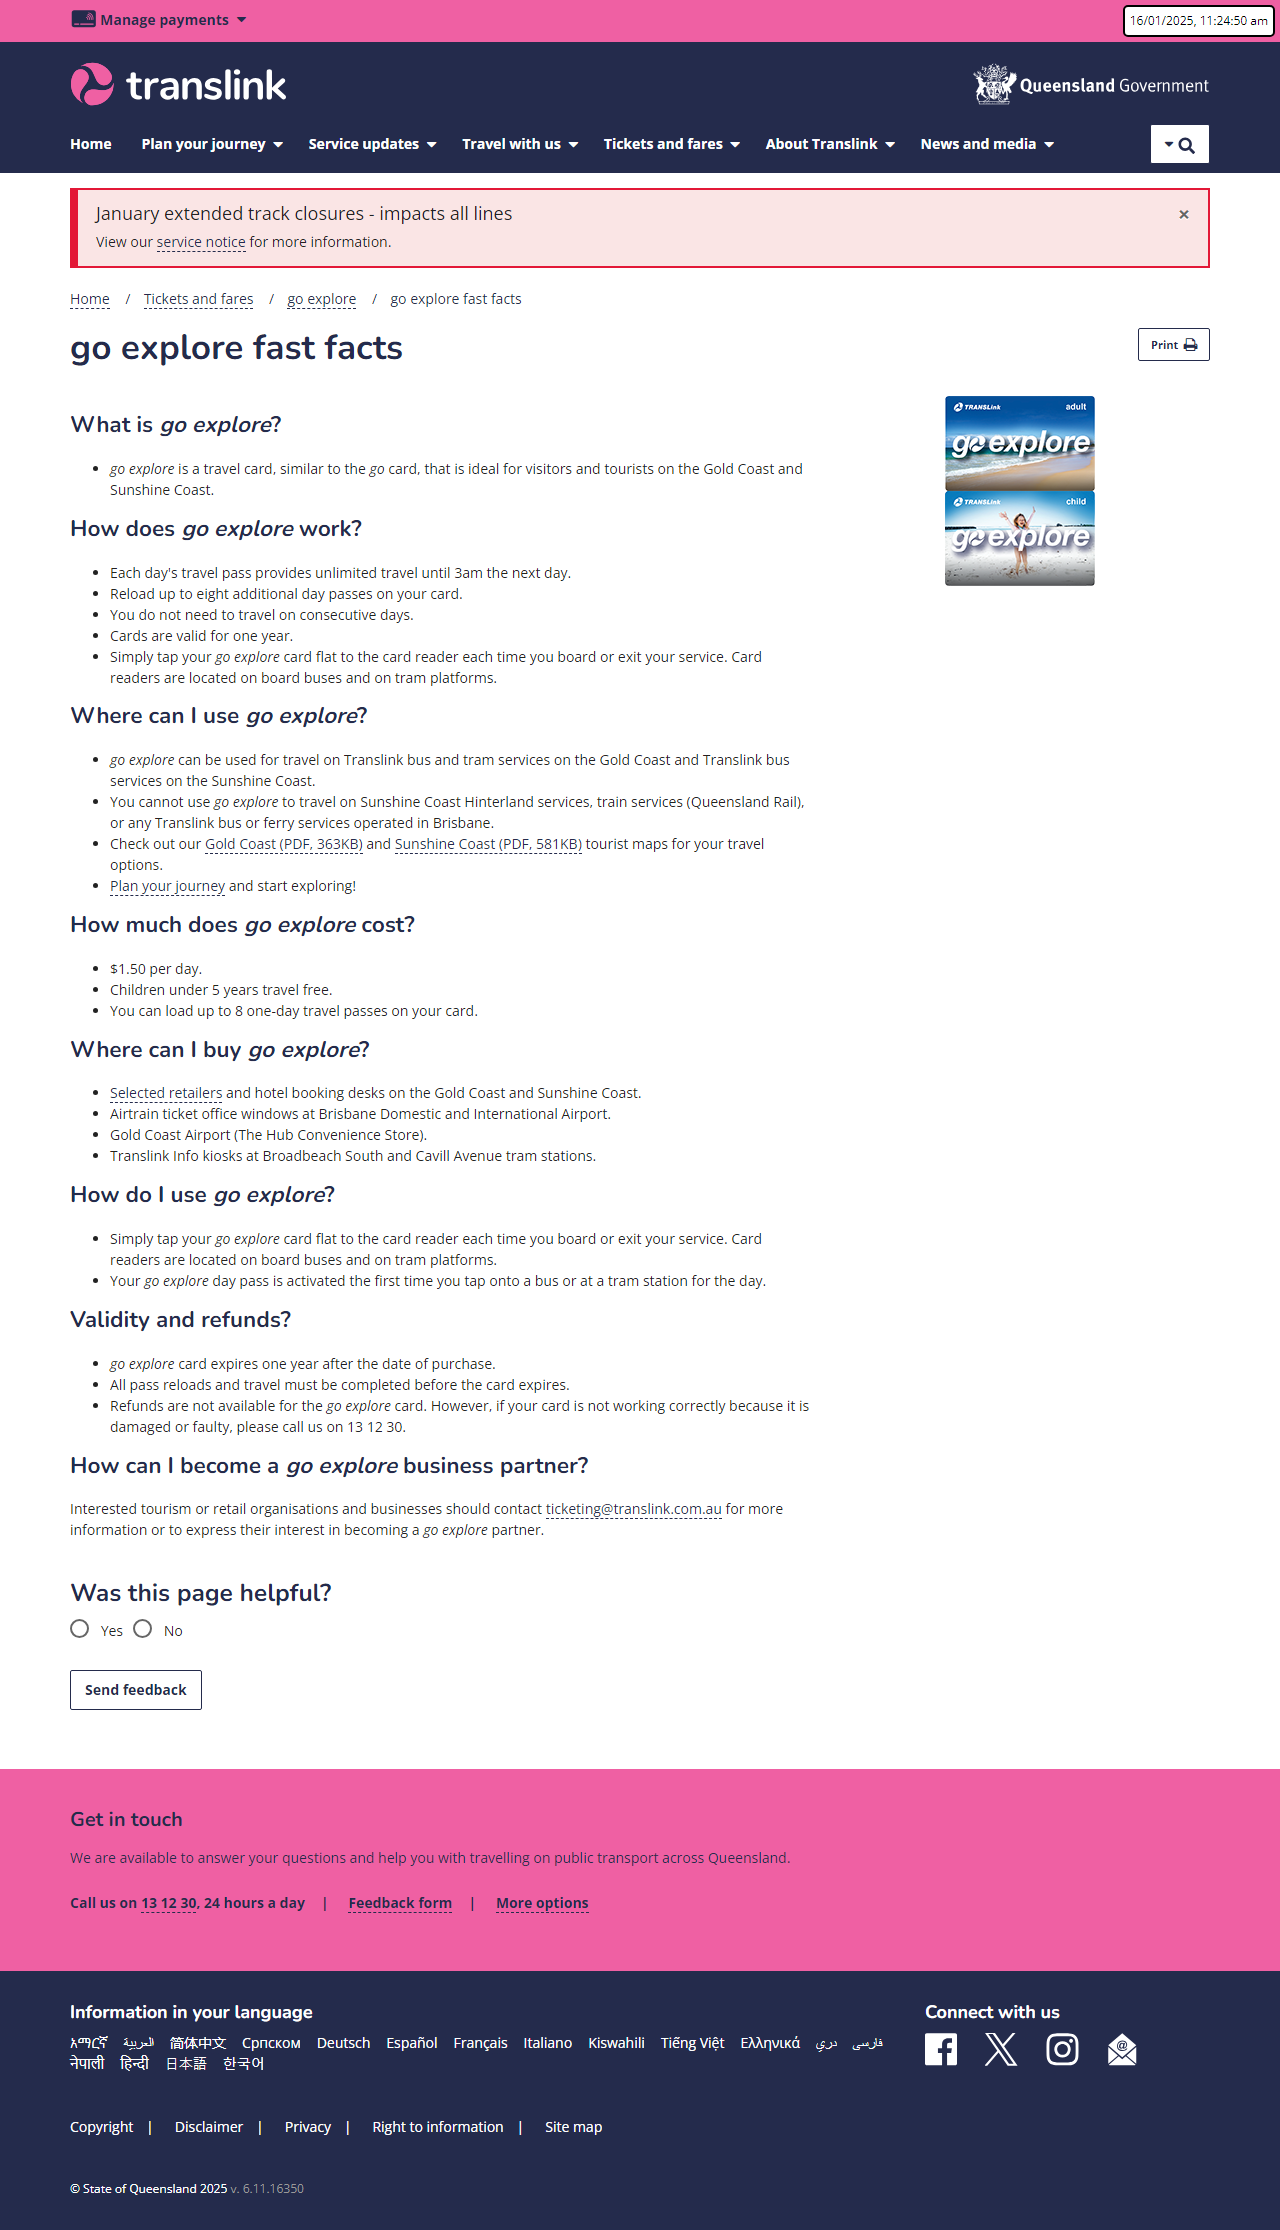 Manage payments
16/01/2025, 11:24:50 am
translink
Queensland Government
Home Plan your journey Service updates Travel with us Tickets and fares About Translink News and media
January extended track closures - impacts all lines
×
View our service notice for more information.
Home / Tickets and fares / go explore / go explore fast facts
go explore fast facts
Print
TRANSLink adult
go explore
TRANSLink child
go explore
What is go explore?
• go explore is a travel card, similar to the go card, that is ideal for visitors and tourists on the Gold Coast and
Sunshine Coast.
How does go explore work?
• Each day's travel pass provides unlimited travel until 3am the next day.
• Reload up to eight additional day passes on your card.
• You do not need to travel on consecutive days.
• Cards are valid for one year.
• Simply tap your go explore card flat to the card reader each time you board or exit your service. Card
readers are located on board buses and on tram platforms.
Where can I use go explore?
• go explore can be used for travel on Translink bus and tram services on the Gold Coast and Translink bus
services on the Sunshine Coast.
• You cannot use go explore to travel on Sunshine Coast Hinterland services, train services (Queensland Rail),
or any Translink bus or ferry services operated in Brisbane.
• Check out our Gold Coast (PDF, 363KB) and Sunshine Coast (PDF, 581KB) tourist maps for your travel
options.
• Plan your journey and start exploring!
How much does go explore cost?
• $1.50 per day.
• Children under 5 years travel free.
• You can load up to 8 one-day travel passes on your card.
Where can I buy go explore?
• Selected retailers and hotel booking desks on the Gold Coast and Sunshine Coast.
• Airtrain ticket office windows at Brisbane Domestic and International Airport.
• Gold Coast Airport (The Hub Convenience Store).
• Translink Info kiosks at Broadbeach South and Cavill Avenue tram stations.
How do I use go explore?
• Simply tap your go explore card flat to the card reader each time you board or exit your service. Card
readers are located on board buses and on tram platforms.
• Your go explore day pass is activated the first time you tap onto a bus or at a tram station for the day.
Validity and refunds?
• go explore card expires one year after the date of purchase.
• All pass reloads and travel must be completed before the card expires.
• Refunds are not available for the go explore card. However, if your card is not working correctly because it is
damaged or faulty, please call us on 13 12 30.
How can I become a go explore business partner?
Interested tourism or retail organisations and businesses should contact ticketing@translink.com.au for more
information or to express their interest in becoming a go explore partner.
Was this page helpful?
Yes No
Send feedback
Get in touch
We are available to answer your questions and help you with travelling on public transport across Queensland.
Call us on 13 12 30, 24 hours a day | Feedback form | More options
Information in your language
አማርኛ العربية 简体中文 Српском Deutsch Español Français Italiano Kiswahili Tiếng Việt Ελληνικά دری فارسی
नेपाली हिन्दी 日本語 한국어
Connect with us
Copyright | Disclaimer | Privacy | Right to information | Site map
© State of Queensland 2025 v. 6.11.16350